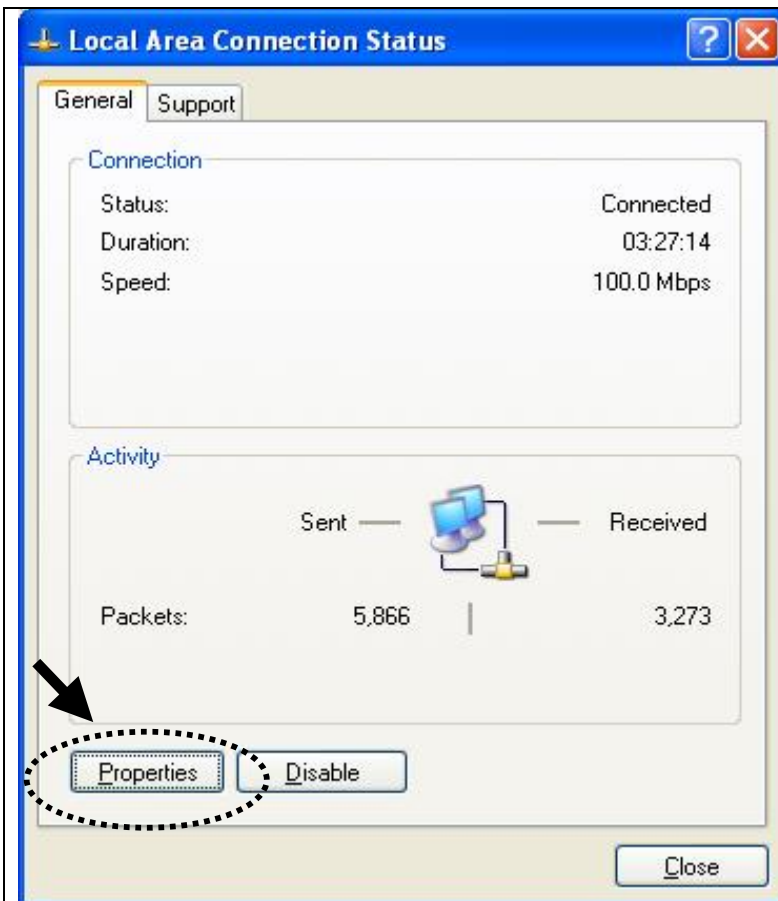 Local Area Connection Status
General Support
Connection
Status: Connected
Duration: 03:27:14
Speed: 100.0 Mbps
Activity
Sent Received
Packets: 5,866 3,273
Properties Disable
Close